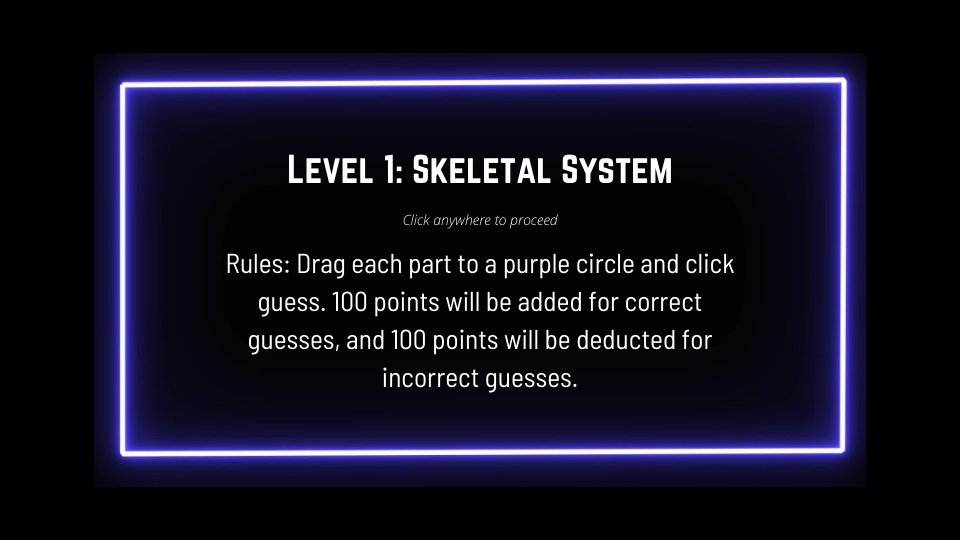 Level 1: Skeletal System
Click anywhere to proceed
Rules: Drag each part to a purple circle and click
guess. 100 points will be added for correct
guesses, and 100 points will be deducted for
incorrect guesses.